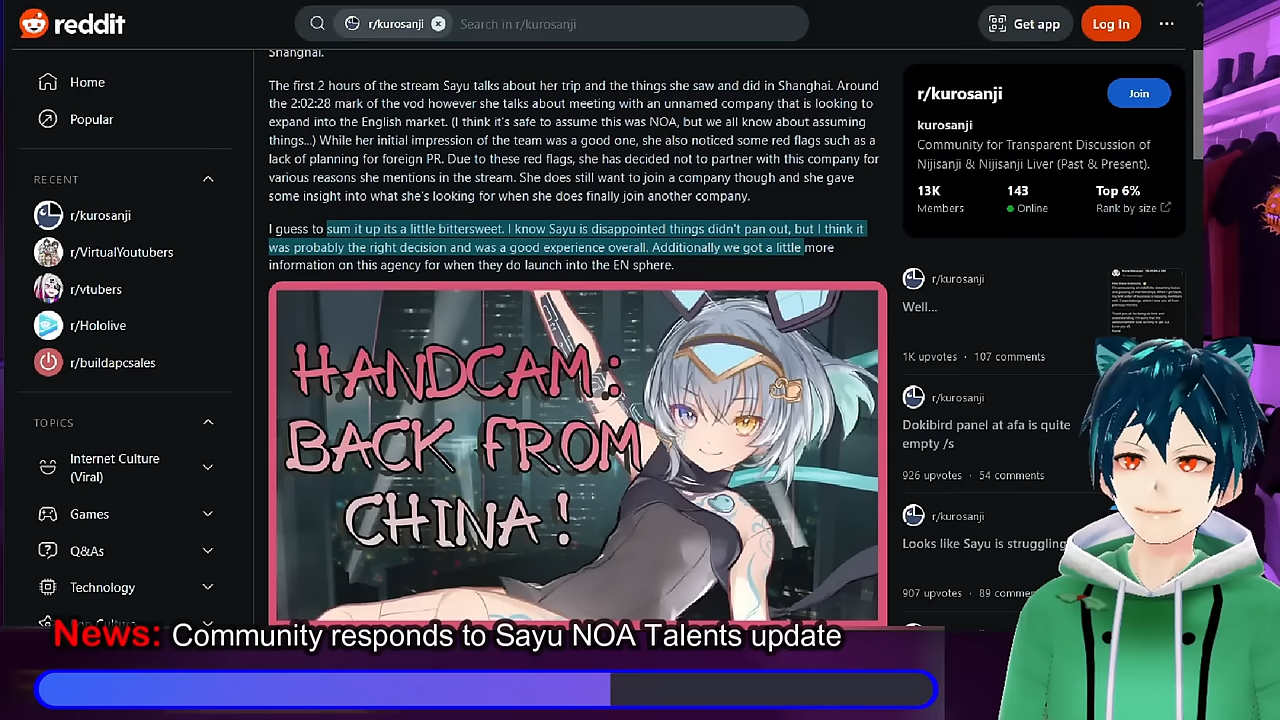 reddit
r/kurosanji
Search in r/kurosanji
Get app
Log In
Home
Popular
RECENT
r/kurosanji
r/VirtualYoutubers
r/vtubers
r/Hololive
r/buildapcsales
TOPICS
Internet Culture
(Viral)
Games
Q&As
Technology
Shanghai.
The first 2 hours of the stream Sayu talks about her trip and the things she saw and did in Shanghai. Around
the 2:02:28 mark of the vod however she talks about meeting with an unnamed company that is looking to
expand into the English market. (I think it's safe to assume this was NOA, but we all know about assuming
things...) While her initial impression of the team was a good one, she also noticed some red flags such as a
lack of planning for foreign PR. Due to these red flags, she has decided not to partner with this company for
various reasons she mentions in the stream. She does still want to join a company though and she gave
some insight into what she's looking for when she does finally join another company.
I guess to sum it up its a little bittersweet. I know Sayu is disappointed things didn't pan out, but I think it
was probably the right decision and was a good experience overall. Additionally we got a little more
information on this agency for when they do launch into the EN sphere.
HANDCAM:
BACK FROM
CHINA!
r/kurosanji
Join
kurosanji
Community for Transparent Discussion of
Nijisanji & Nijisanji Liver (Past & Present).
13K 143 Top 6%
Members Online Rank by size
r/kurosanji
Well...
1K upvotes · 107 comments
r/kurosanji
Dokibird panel at afa is quite
empty /s
926 upvotes · 54 comments
r/kurosanji
Looks like Sayu is struggling
907 upvotes · 89
News: Community responds to Sayu NOA Talents update